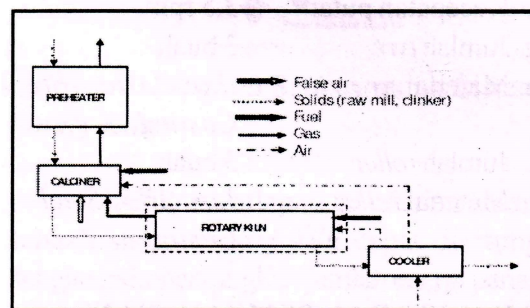 PREHEATER
CALCINER
ROTARY KILN
COOLER
False air
Solids (raw mill, clinker)
Fuel
Gas
Air